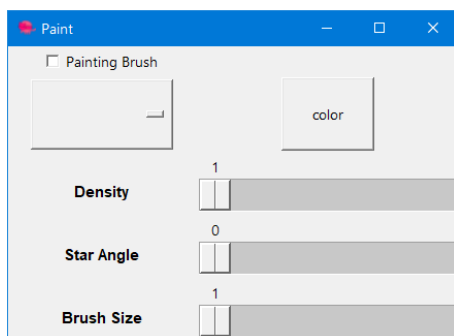 Paint
Painting Brush
color
1
Density
0
Star Angle
1
Brush Size